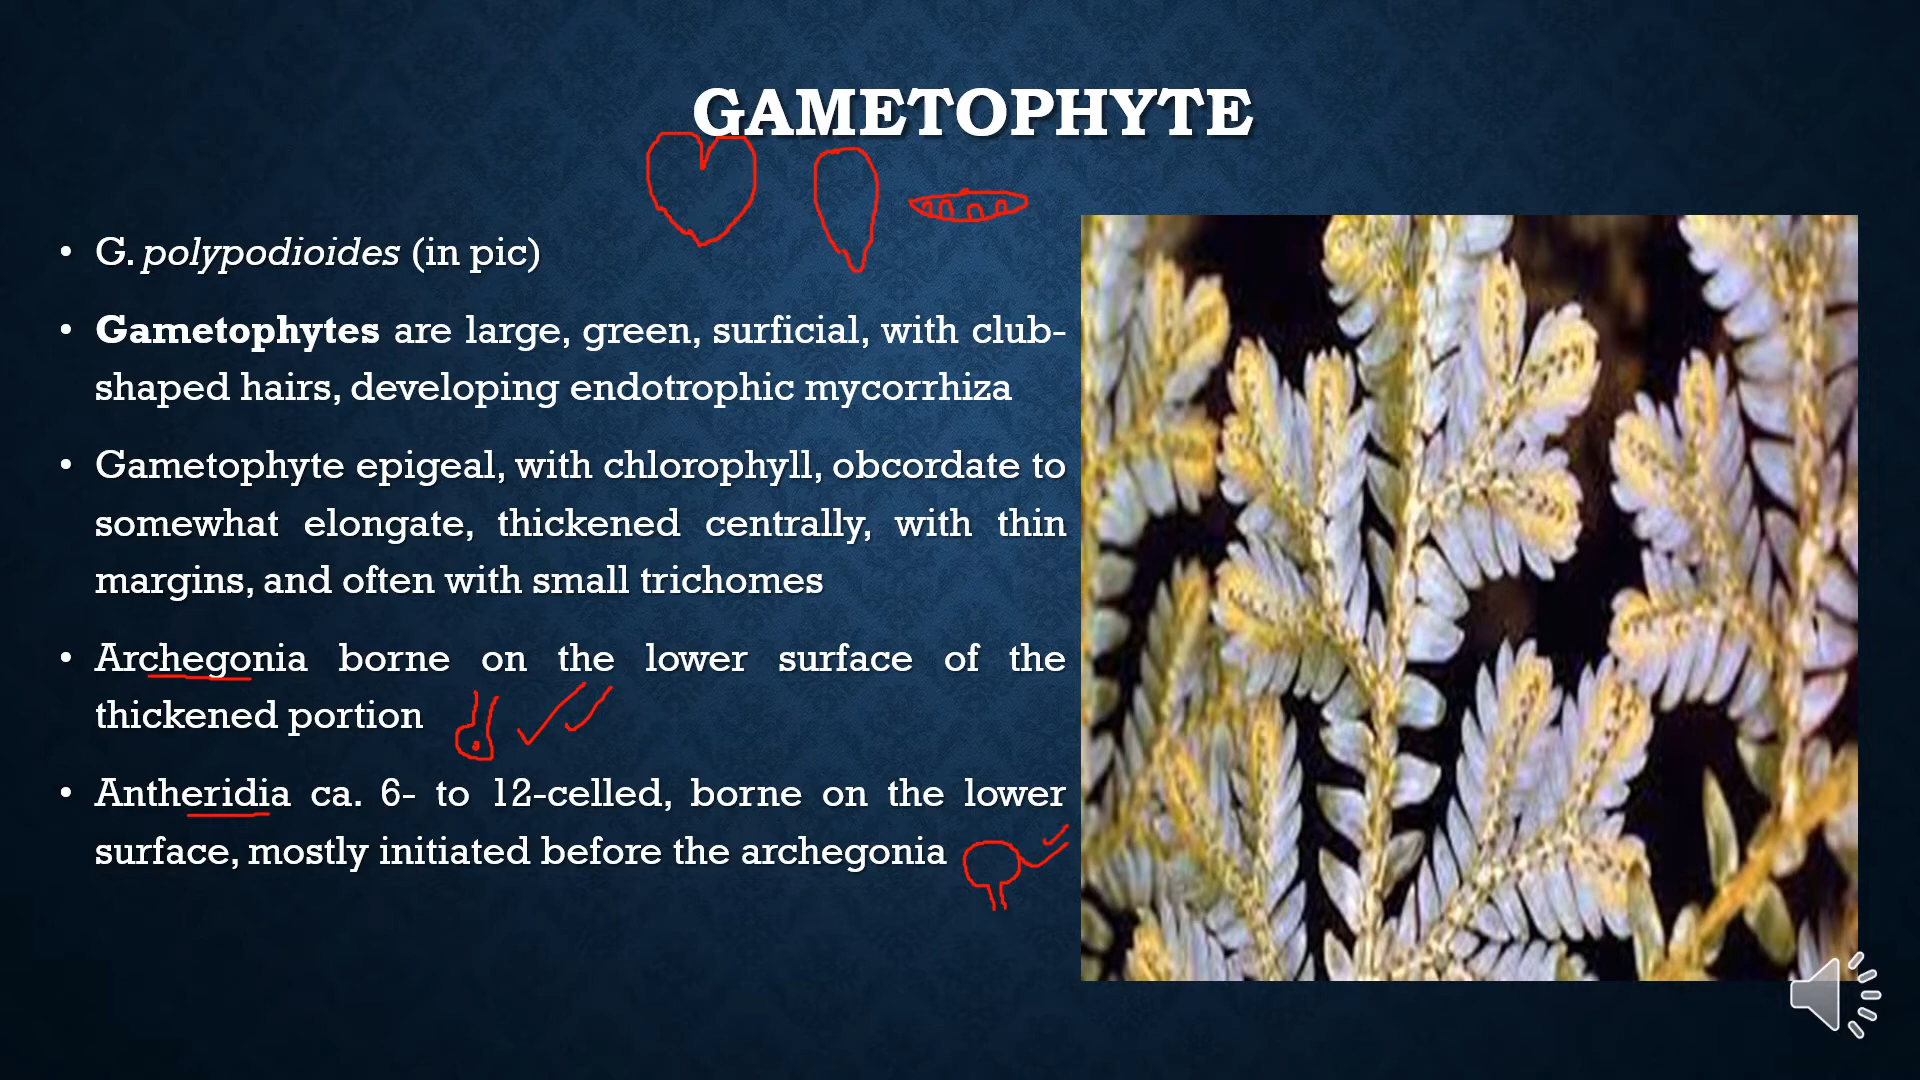 GAMETOPHYTE
• G. polypodioides (in pic)
• Gametophytes are large, green, surficial, with club-
shaped hairs, developing endotrophic mycorrhiza
• Gametophyte epigeal, with chlorophyll, obcordate to
somewhat elongate, thickened centrally, with thin
margins, and often with small trichomes
• Archegonia borne on the lower surface of the
thickened portion
• Antheridia ca. 6- to 12-celled, borne on the lower
surface, mostly initiated before the archegonia